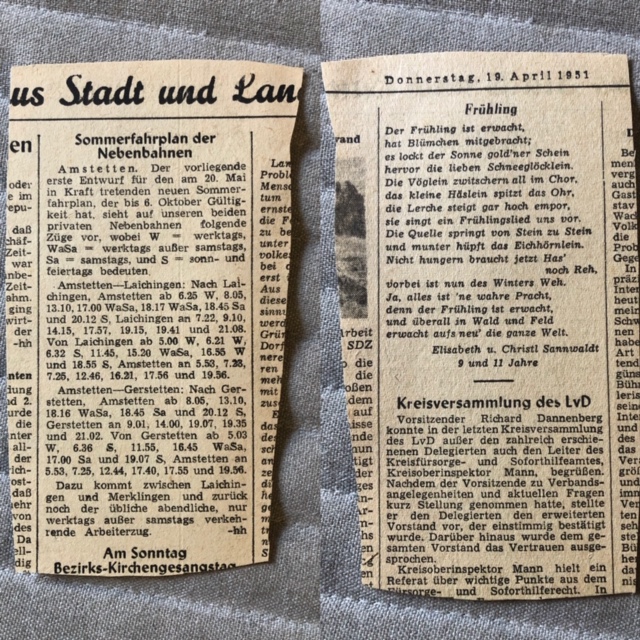 us Stadt und Lan
Sommerfahrplan der
Nebenbahnen
Amstetten. Der vorliegende
erste Entwurf für den am 20. Mai
in Kraft tretenden neuen Sommer-
fahrplan, der bis 6. Oktober Gültig-
keit hat, sieht auf unseren beiden
privaten Nebenbahnen folgende
Züge vor, wobei W = werktags,
WaSa = werktags außer samstags,
Sa = samstags, und S = sonn- und
feiertags bedeuten
Amstetten—Laichingen: Nach Lai-
chingen, Amstetten ab 6.25 W, 8.05,
13.10, 17.00 WaSa, 18.17 WaSa, 18.45 Sa
und 20.12 S, Laichingen an 7.22, 9.10,
14.15, 17.57, 19.15, 19.41 und 21.08.
Von Laichingen ab 5.00 W, 6.21 W,
6.32 S, 11.45, 15.20 WaSa, 16.55 W
und 18.55 S, Amstetten an 5.53, 7.23,
7.25, 12.46, 16.21, 17.56 und 19.56.
Amstetten—Gerstetten: Nach Ger-
stetten, Amstetten ab 8.05, 13.10,
18.16 WaSa, 18.45 Sa und 20.12 S,
Gerstetten an 9.01, 14.00, 19.07, 19.35
und 21.02. Von Gerstetten ab 5.03
W, 6.36 S, 11.55, 16.45 WaSa,
17.00 Sa und 19.07 S, Amstetten an
5.53, 7.25, 12.44, 17.40, 17.55 und 19.56.
Dazu kommt zwischen Laichin-
gen und Merklingen und zurück
noch der übliche abendliche, nur
werktags außer samstags verkeh-
rende Arbeiterzug. -hh
Am Sonntag
Bezirks-Kirchengesangstag
Donnerstag, 19. April 1951
Frühling
Der Frühling ist erwacht,
hat Blümchen mitgebracht;
es lockt der Sonne gold'ner Schein
hervor die lieben Schneeglöcklein.
Die Vöglein zwitschern all im Chor,
das kleine Häslein spitzt das Ohr,
die Lerche steigt gar hoch empor,
sie singt ein Frühlingslied uns vor.
Die Quelle springt von Stein zu Stein
und munter hüpft das Eichhörnlein.
Nicht hungern braucht jetzt Has'
noch Reh,
vorbei ist nun des Winters Weh.
Ja, alles ist 'ne wahre Pracht,
denn der Frühling ist erwacht,
und überall in Wald und Feld
erwacht aufs neu' die ganze Welt.
Elisabeth u. Christl Sannwaldt
9 und 11 Jahre
Kreisversammlung des LvD
Vorsitzender Richard Dannenberg
konnte in der letzten Kreisversammlung
des LvD außer den zahlreich erschie-
nenen Delegierten auch den Leiter des
Kreisfürsorge- und Soforthilfeamtes,
Kreisoberinspektor Mann, begrüßen.
Nachdem der Vorsitzende zu Verbands-
angelegenheiten und aktuellen Fragen
kurz Stellung genommen hatte, stellte
er den Delegierten den erweiterten
Vorstand vor, der einstimmig bestätigt
wurde. Darüber hinaus wurde dem ge-
samten Vorstand das Vertrauen ausge-
sprochen.
Kreisoberinspektor Mann hielt ein
Referat über wichtige Punkte aus dem
Fürsorge- und Soforthilferecht. In